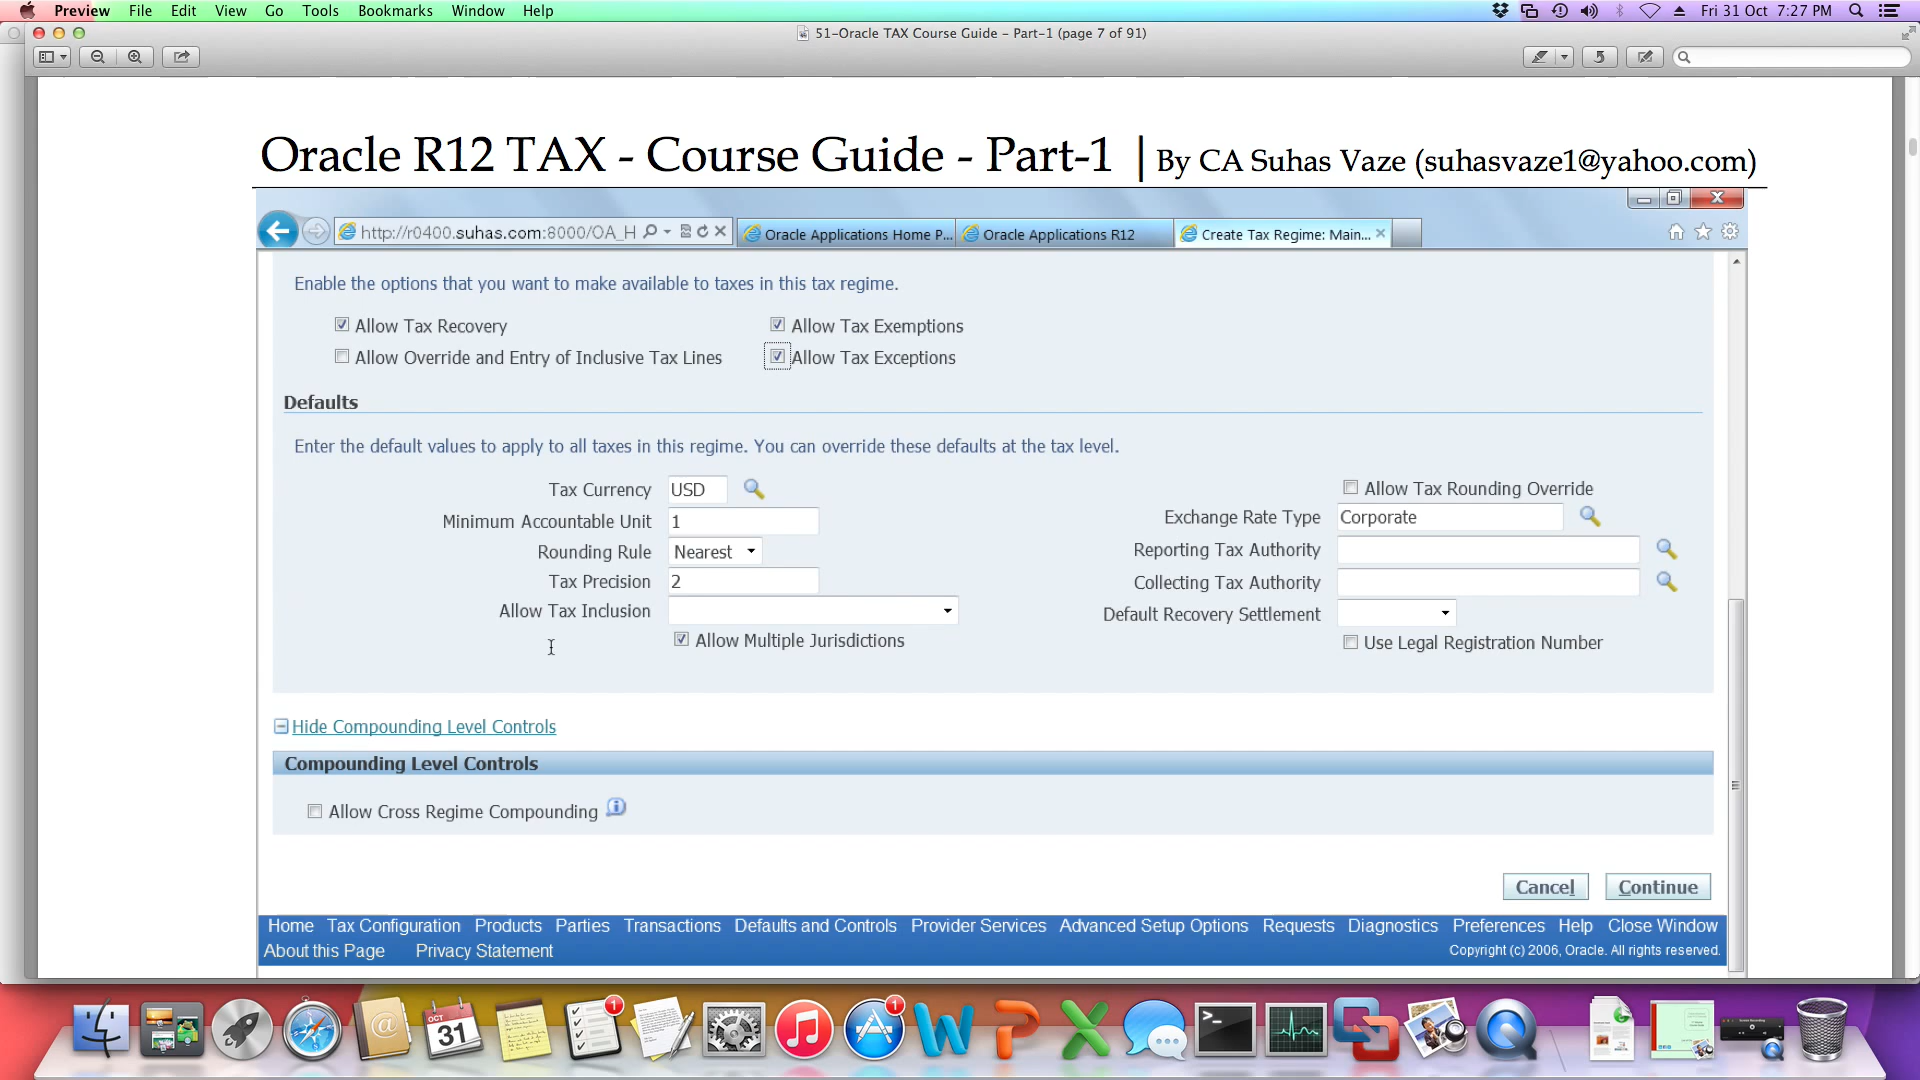 Preview File Edit View Go Tools Bookmarks Window Help Fri 31 Oct 7:27 PM
51-Oracle TAX Course Guide - Part-1 (page 7 of 91)
Oracle R12 TAX - Course Guide - Part-1 | By CA Suhas Vaze (suhasvaze1@yahoo.com)
http://r0400.suhas.com:8000/OA_H Oracle Applications Home P... Oracle Applications R12 Create Tax Regime: Main...
Enable the options that you want to make available to taxes in this tax regime.
Allow Tax Recovery Allow Tax Exemptions
Allow Override and Entry of Inclusive Tax Lines Allow Tax Exceptions
Defaults
Enter the default values to apply to all taxes in this regime. You can override these defaults at the tax level.
Tax Currency USD Allow Tax Rounding Override
Minimum Accountable Unit 1 Exchange Rate Type Corporate
Rounding Rule Nearest Reporting Tax Authority
Tax Precision 2 Collecting Tax Authority
Allow Tax Inclusion Default Recovery Settlement
Allow Multiple Jurisdictions Use Legal Registration Number
Hide Compounding Level Controls
Compounding Level Controls
Allow Cross Regime Compounding
Cancel Continue
Home Tax Configuration Products Parties Transactions Defaults and Controls Provider Services Advanced Setup Options Requests Diagnostics Preferences Help Close Window
About this Page Privacy Statement Copyright (c) 2006, Oracle. All rights reserved.
OCT 31 1 1